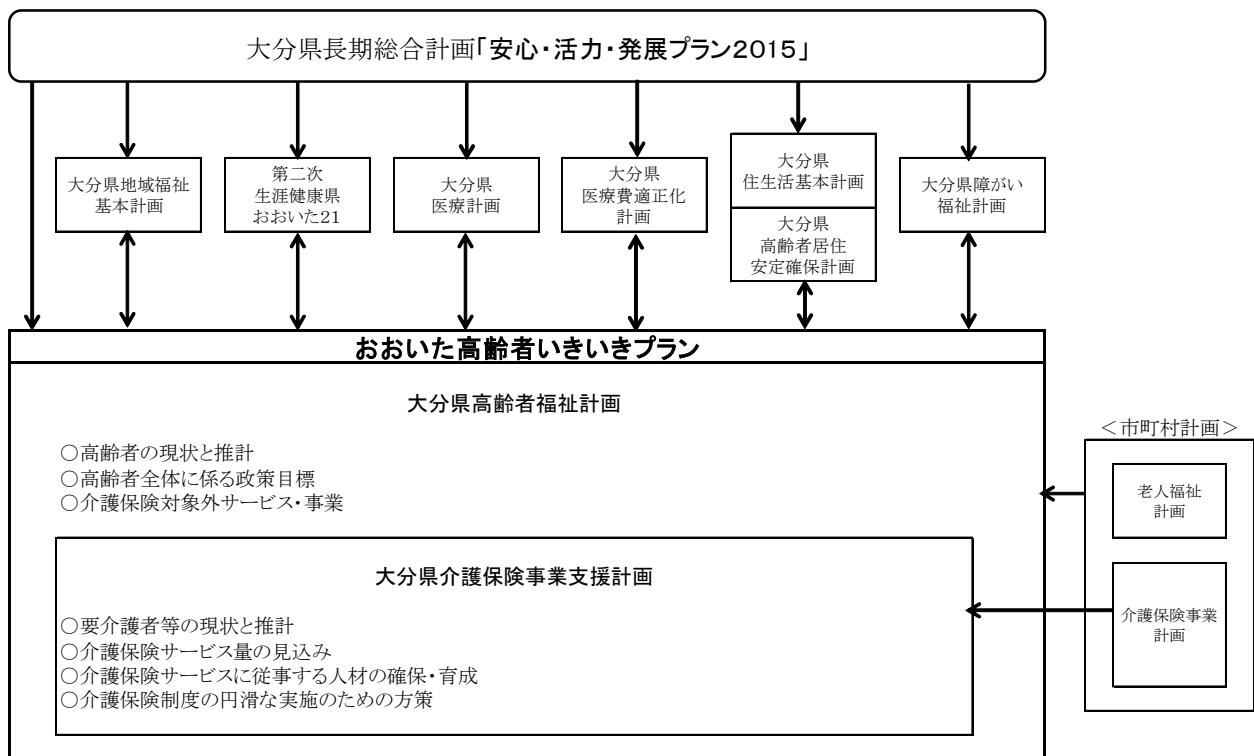 大分県長期総合計画「安心・活力・発展プラン2015」
大分県地域福祉
基本計画
第二次
生涯健康県
おおいた21
大分県
医療計画
大分県
医療費適正化
計画
大分県
住生活基本計画
大分県
高齢者居住
安定確保計画
大分県障がい
福祉計画
おおいた高齢者いきいきプラン
大分県高齢者福祉計画
○高齢者の現状と推計
○高齢者全体に係る政策目標
○介護保険対象外サービス・事業
大分県介護保険事業支援計画
○要介護者等の現状と推計
○介護保険サービス量の見込み
○介護保険サービスに従事する人材の確保・育成
○介護保険制度の円滑な実施のための方策
＜市町村計画＞
老人福祉
計画
介護保険事業
計画